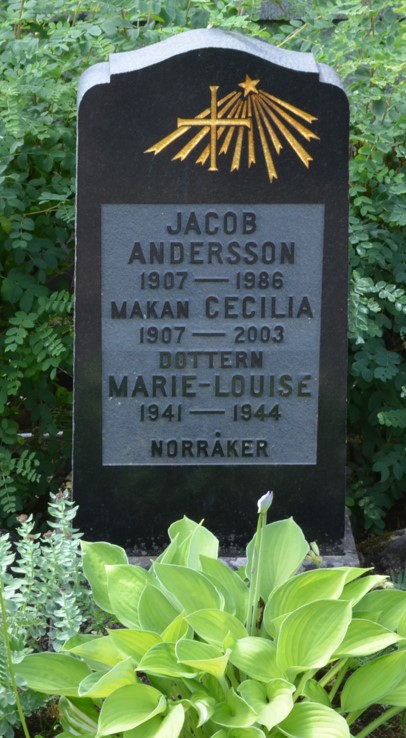 JACOB
ANDERSSON
1907 — 1986
MAKAN CECILIA
1907 — 2003
DOTTERN
MARIE-LOUISE
1941 — 1944
NORRÅKER